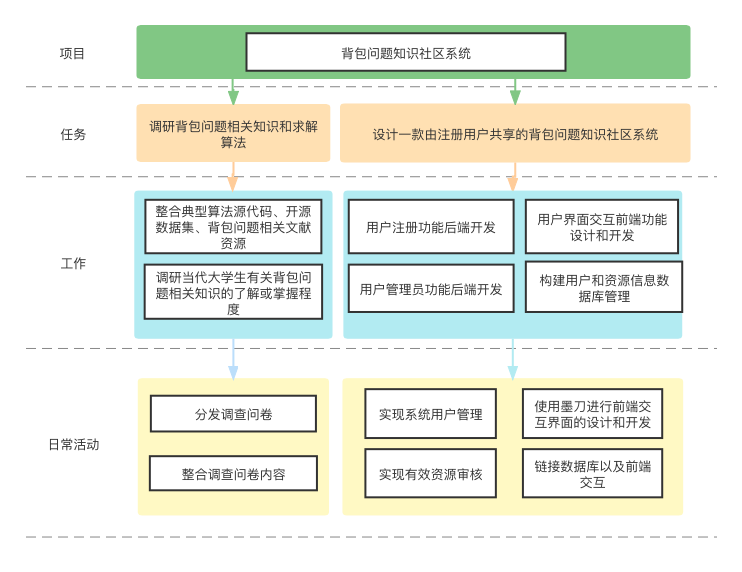 项目
背包问题知识社区系统
任务
调研背包问题相关知识和求解
算法
设计一款由注册用户共享的背包问题知识社区系统
工作
整合典型算法源代码、开源
数据集、背包问题相关文献
资源
调研当代大学生有关背包问
题相关知识的了解或掌握程
度
用户注册功能后端开发
用户界面交互前端功能
设计和开发
用户管理员功能后端开发
构建用户和资源信息数
据库管理
日常活动
分发调查问卷
整合调查问卷内容
实现系统用户管理
使用墨刀进行前端交
互界面的设计和开发
实现有效资源审核
链接数据库以及前端
交互